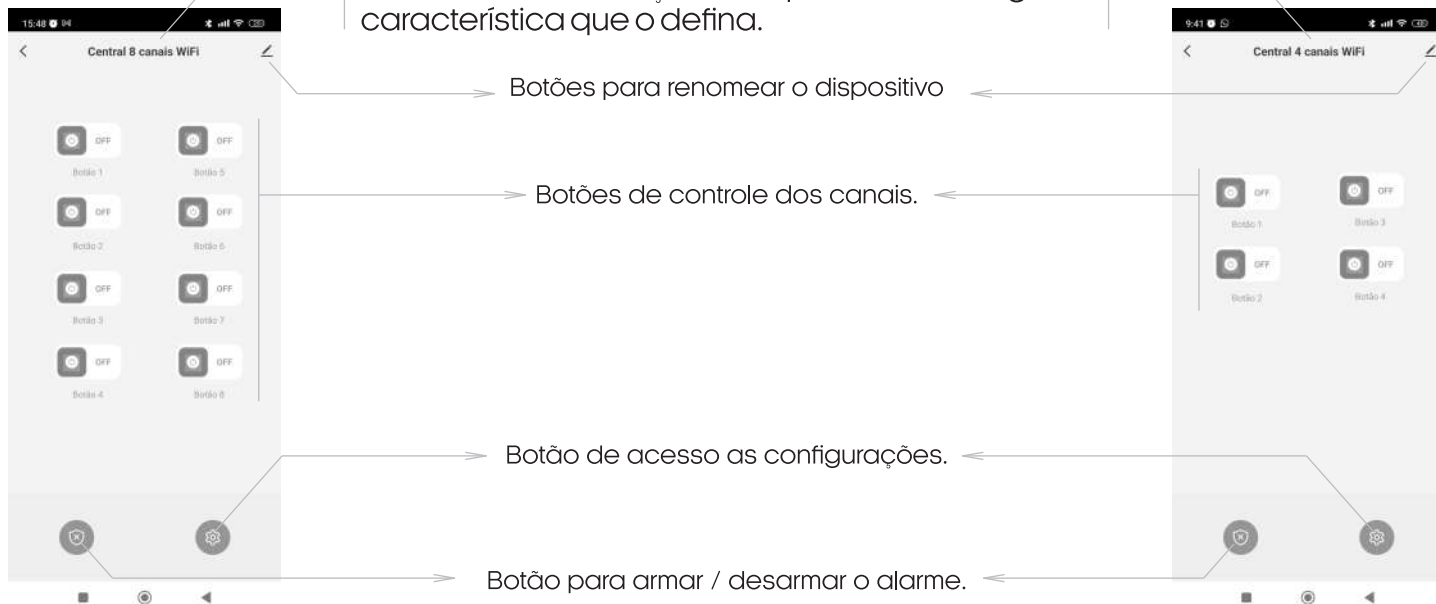 característica que o defina.
15:48
Central 8 canais WiFi
9:41
Central 4 canais WiFi
Botões para renomear o dispositivo
OFF OFF
Botão 1 Botão 5
OFF OFF
Botão 2 Botão 6
OFF OFF
Botão 3 Botão 7
OFF OFF
Botão 4 Botão 8
Botões de controle dos canais.
OFF OFF
Botão 1 Botão 3
OFF OFF
Botão 2 Botão 4
Botão de acesso as configurações.
Botão para armar / desarmar o alarme.